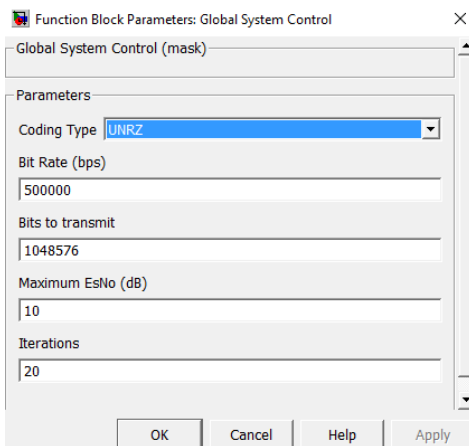 Function Block Parameters: Global System Control
Global System Control (mask)
Parameters
Coding Type UNRZ
Bit Rate (bps)
500000
Bits to transmit
1048576
Maximum EsNo (dB)
10
Iterations
20
OK Cancel Help Apply